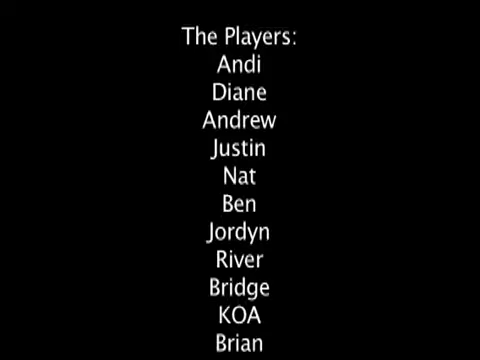 The Players:
Andi
Diane
Andrew
Justin
Nat
Ben
Jordyn
River
Bridge
KOA
Brian